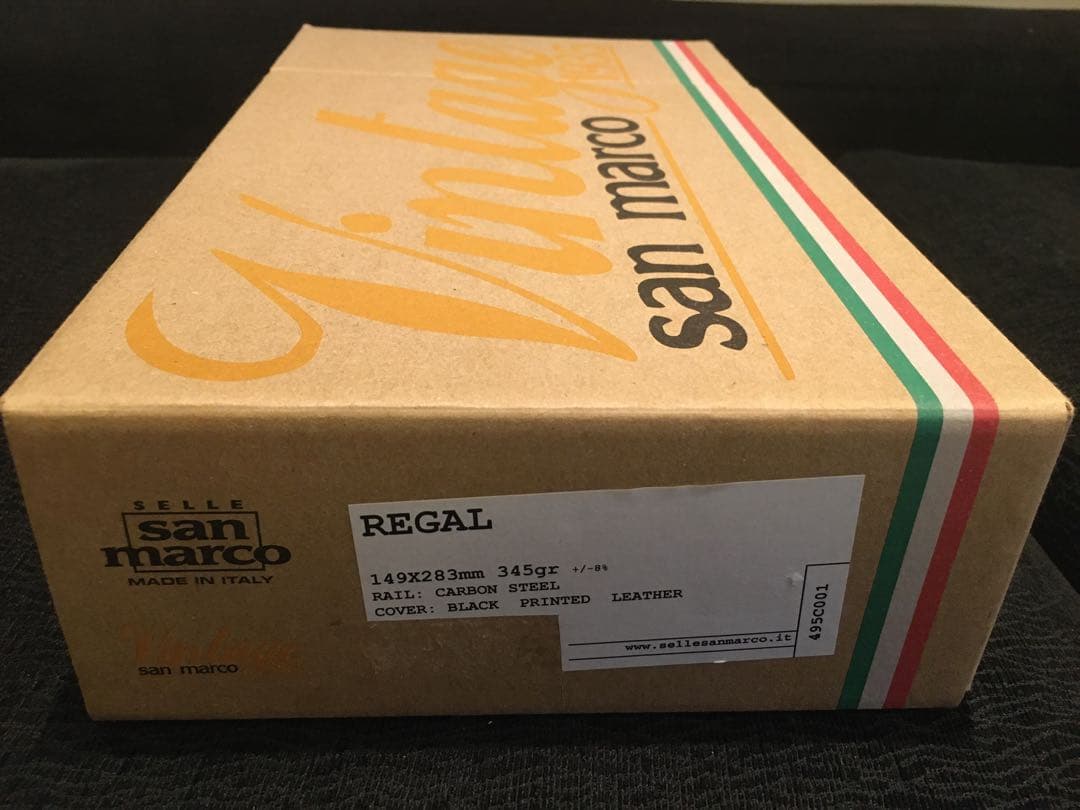 Vintage
san marco
SELLE
san
marco
MADE IN ITALY
Vintage
san marco
REGAL
149X283mm 345gr +/-8%
RAIL: CARBON STEEL
COVER: BLACK PRINTED LEATHER
www.sellesanmarco.it
495C001